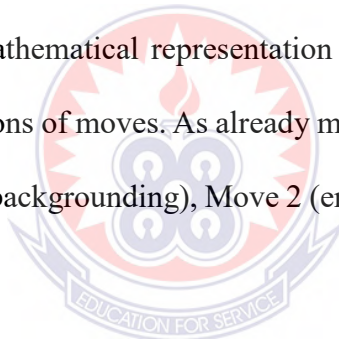 athematical representation
ons of moves. As already m
backgrounding), Move 2 (er
EDUCATION FOR SERVICE